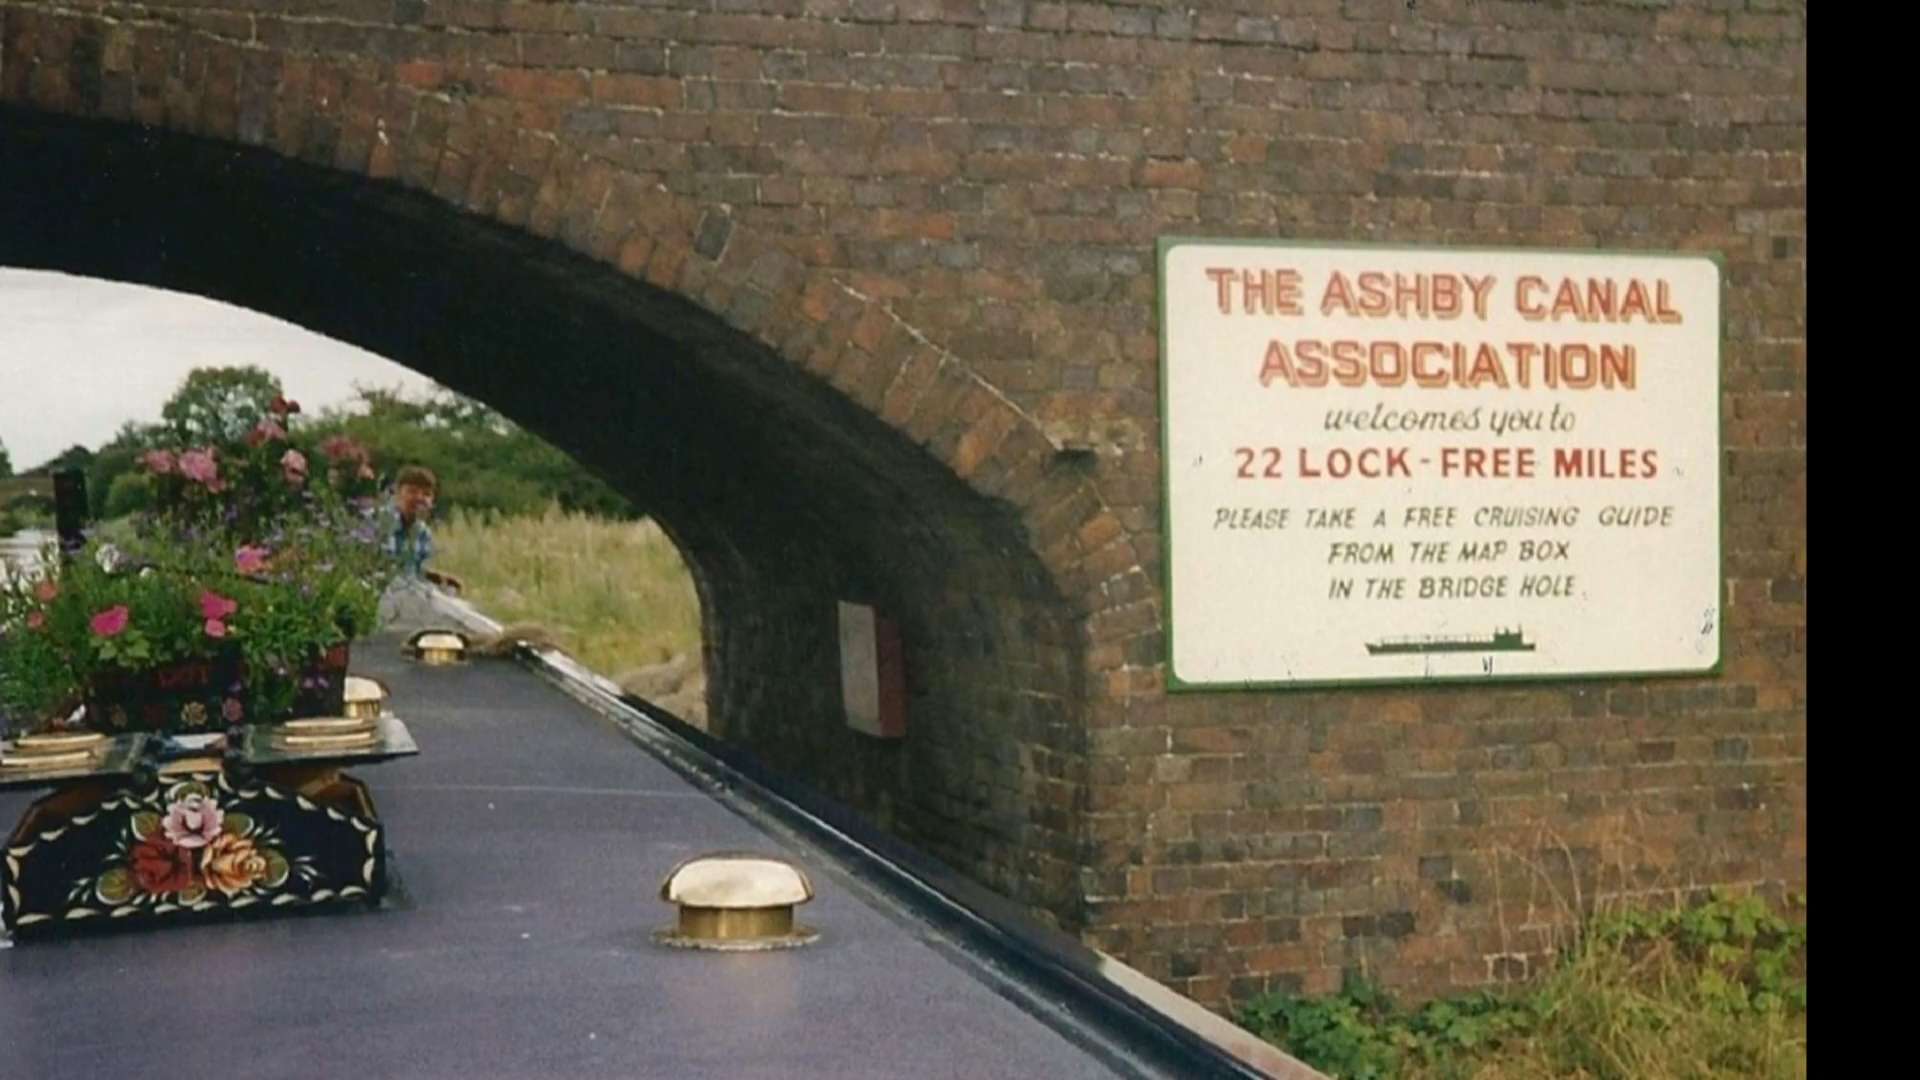 THE ASHBY CANAL
ASSOCIATION
welcomes you to
22 LOCK-FREE MILES
PLEASE TAKE A FREE CRUISING GUIDE
FROM THE MAP BOX
IN THE BRIDGE HOLE